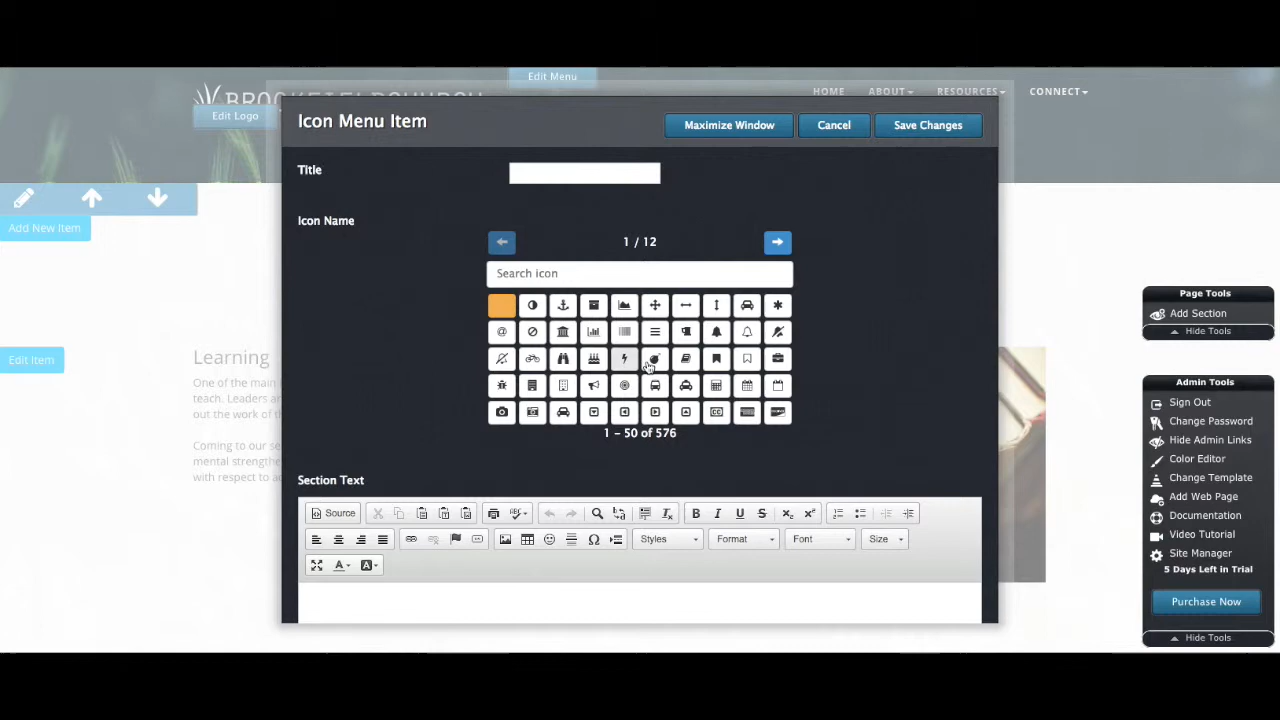 Edit Menu
BROOKFIELDCHURCH
HOME ABOUT RESOURCES CONNECT
Edit Logo
Icon Menu Item
Maximize Window Cancel Save Changes
Title
Add New Item
Icon Name
1 / 12
Search icon
@
CC
1 – 50 of 576
Edit Item
Learning
One of the main
teach. Leaders a
out the work of t
Coming to our se
mental strengthe
with respect to a
Section Text
Source ABC B I U S x₂ x² Ω
Styles Format Font Size
A A
Page Tools
Add Section
Hide Tools
Admin Tools
Sign Out
Change Password
Hide Admin Links
Color Editor
Change Template
Add Web Page
Documentation
Video Tutorial
Site Manager
5 Days Left in Trial
Purchase Now
Hide Tools